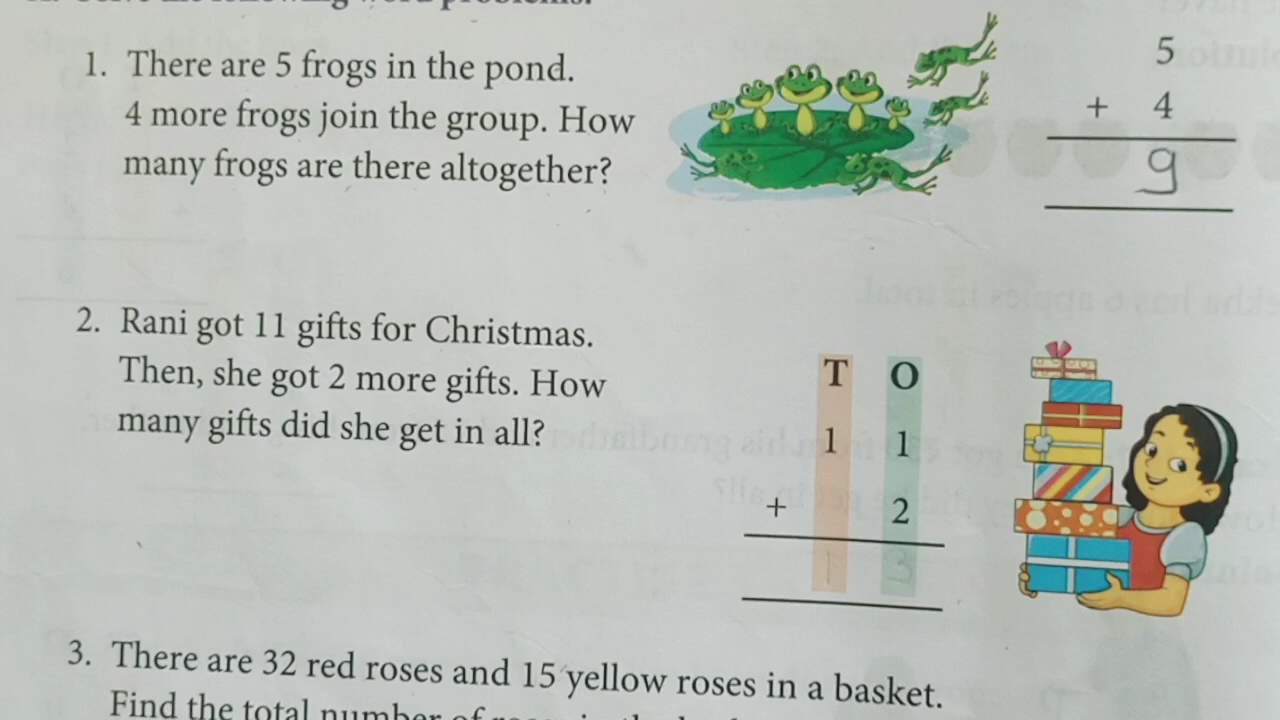 1. There are 5 frogs in the pond.
4 more frogs join the group. How
many frogs are there altogether?
5
+ 4
9
2. Rani got 11 gifts for Christmas.
Then, she got 2 more gifts. How
many gifts did she get in all?
T O
1 1
+ 2
1 3
3. There are 32 red roses and 15 yellow roses in a basket.
Find the total number of